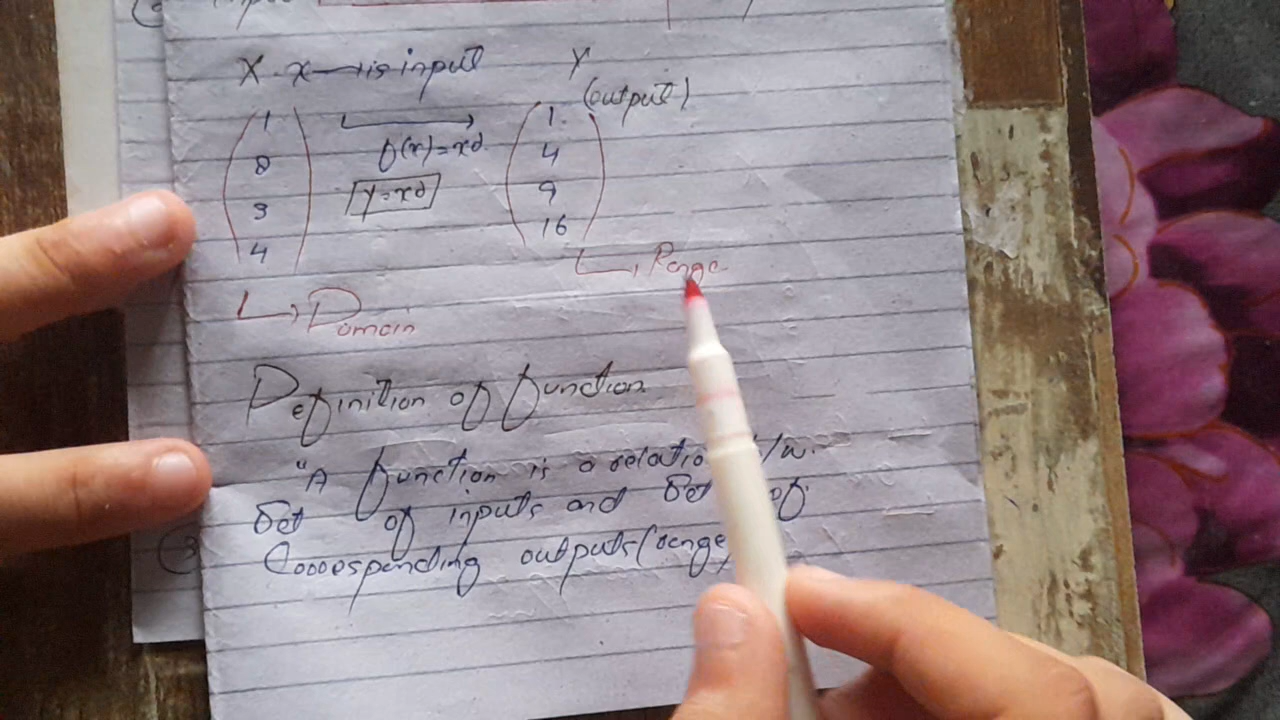 X x → is input Y
(output)
1 1
f(x)=x2
2 4
y=x2
3 9
4 16
Range
Domain
Definition of function
"A function is a relation b/w.
Set of inputs and Set of
Corresponding outputs (range